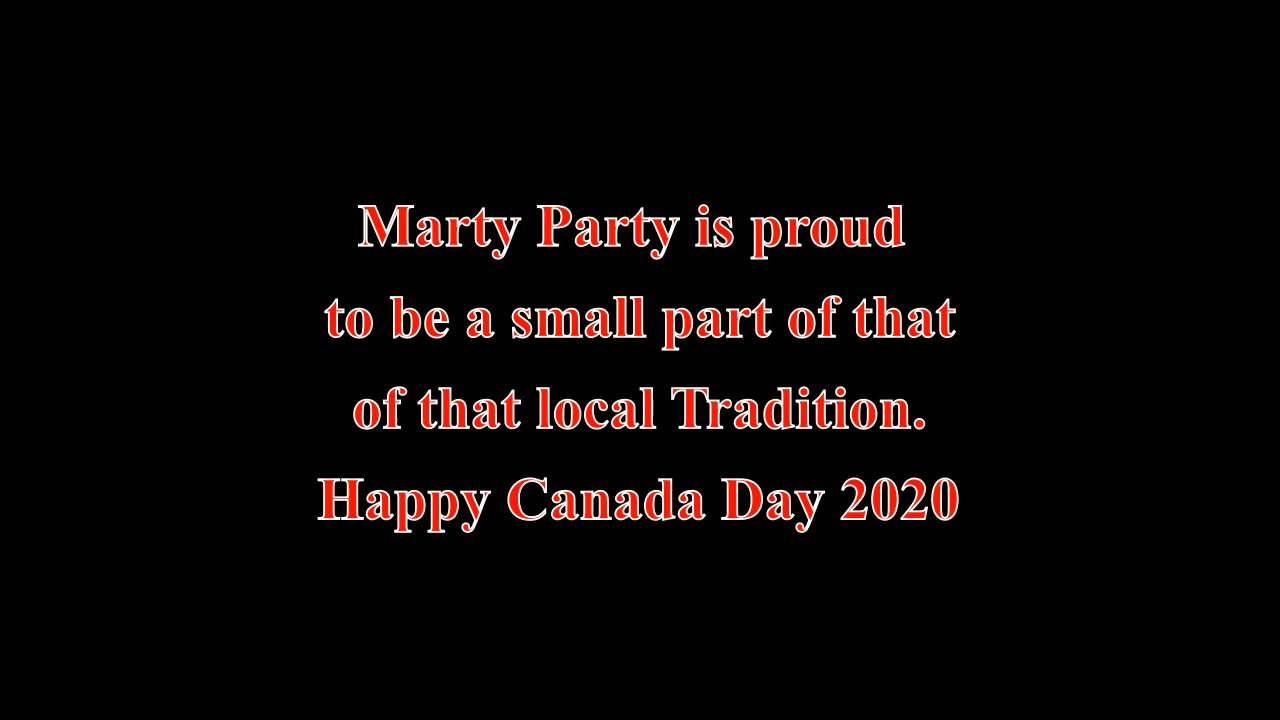 Marty Party is proud
to be a small part of that
of that local Tradition.
Happy Canada Day 2020